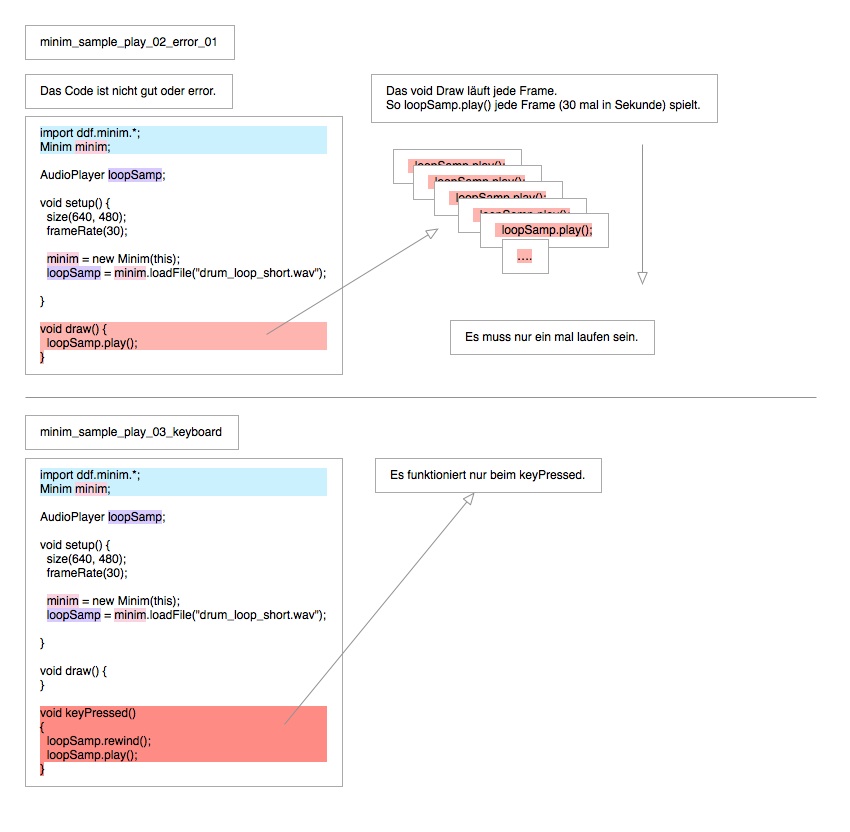 minim_sample_play_02_error_01
Das Code ist nicht gut oder error.
import ddf.minim.*;
Minim minim;
AudioPlayer loopSamp;
void setup() {
size(640, 480);
frameRate(30);
minim = new Minim(this);
loopSamp = minim.loadFile("drum_loop_short.wav");
}
void draw() {
loopSamp.play();
}
Das void Draw läuft jede Frame.
So loopSamp.play() jede Frame (30 mal in Sekunde) spielt.
loopSamp.play();
loopSamp.play();
loopSamp.play();
loopSamp.play();
loopSamp.play();
....
Es muss nur ein mal laufen sein.
minim_sample_play_03_keyboard
import ddf.minim.*;
Minim minim;
AudioPlayer loopSamp;
void setup() {
size(640, 480);
frameRate(30);
minim = new Minim(this);
loopSamp = minim.loadFile("drum_loop_short.wav");
}
void draw() {
}
void keyPressed()
{
loopSamp.rewind();
loopSamp.play();
}
Es funktioniert nur beim keyPressed.